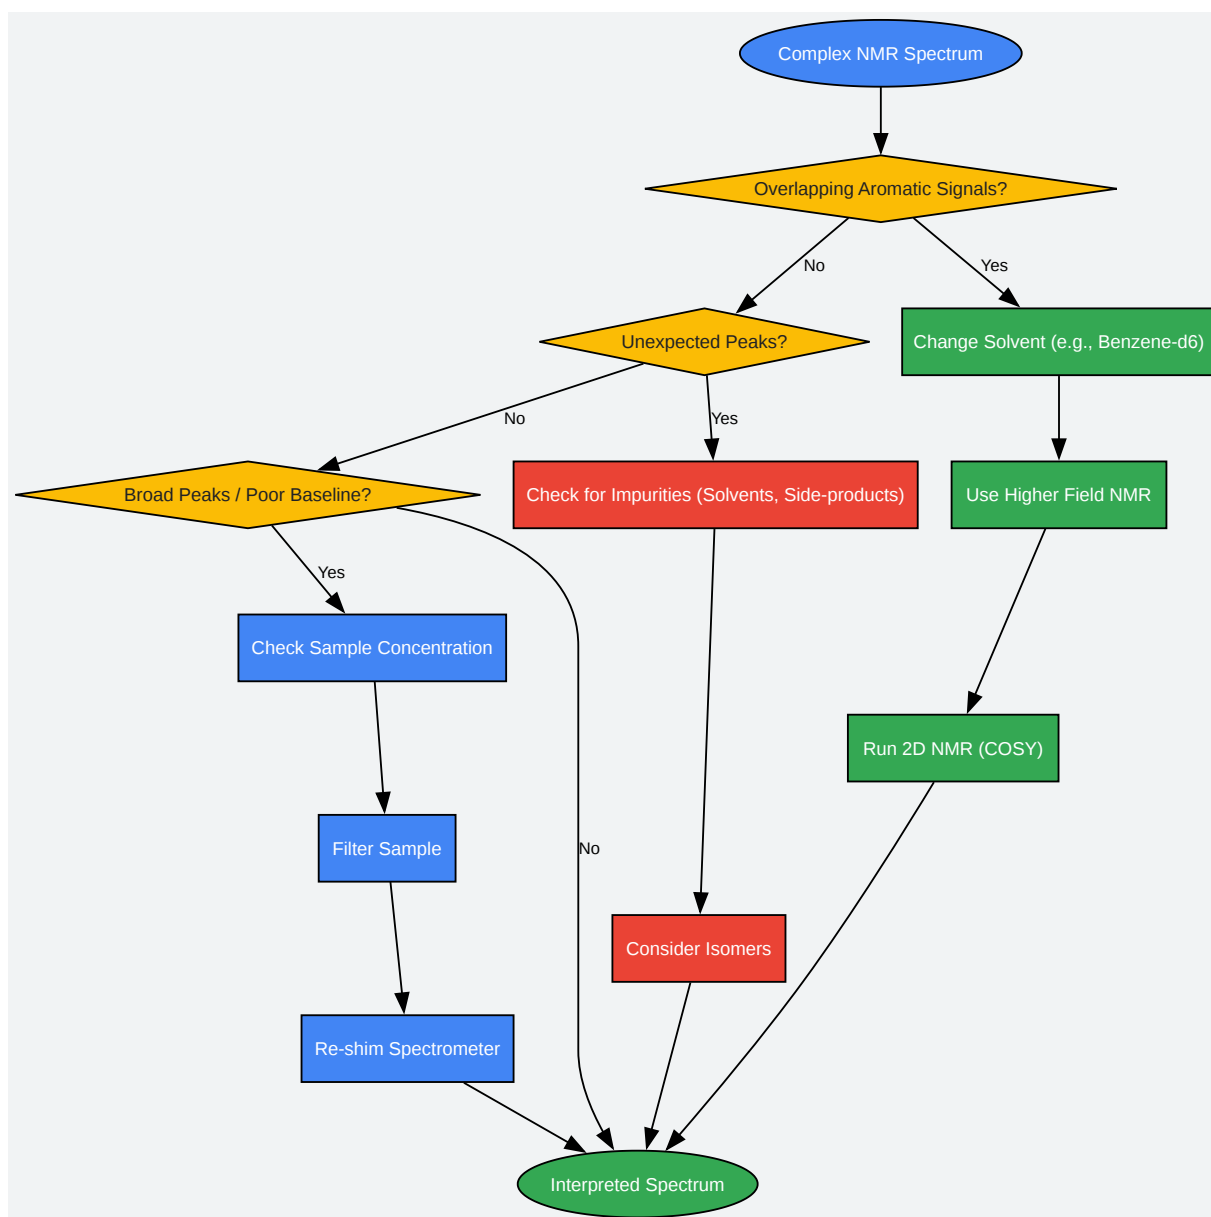 Complex NMR Spectrum
Overlapping Aromatic Signals?
No
Yes
Unexpected Peaks?
Change Solvent (e.g., Benzene-d6)
No
Yes
Broad Peaks / Poor Baseline?
Check for Impurities (Solvents, Side-products)
Use Higher Field NMR
Yes
Check Sample Concentration
Run 2D NMR (COSY)
Filter Sample
No
Consider Isomers
Re-shim Spectrometer
Interpreted Spectrum